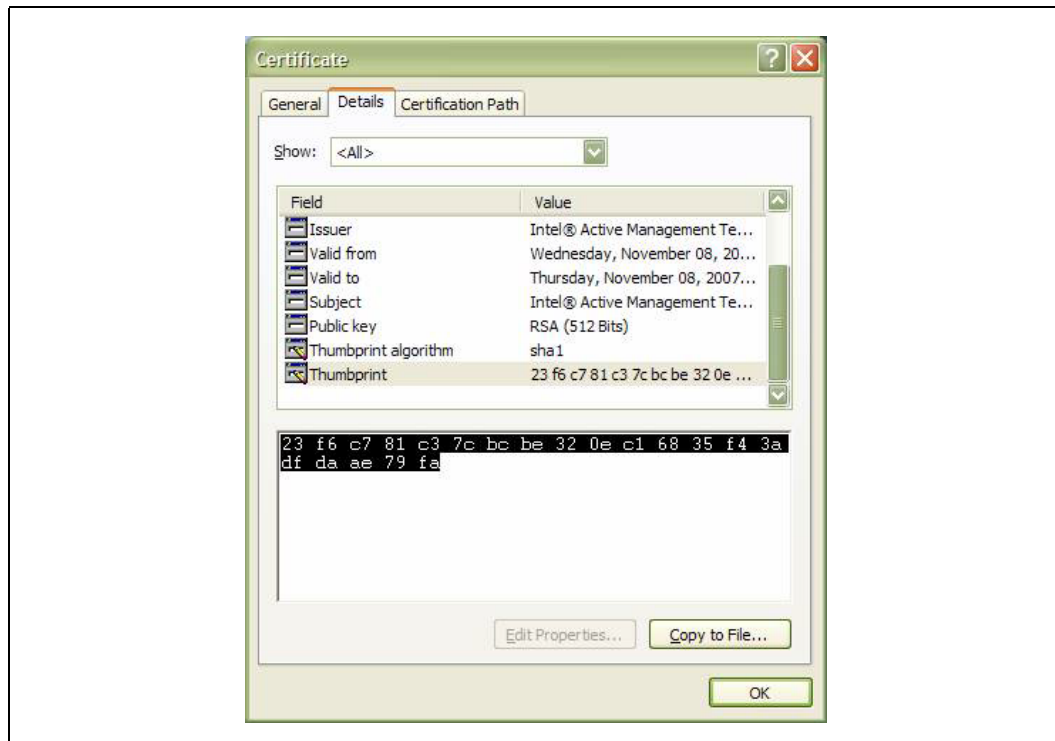 Certificate
General Details Certification Path
Show: <All>
Field Value
Issuer Intel® Active Management Te...
Valid from Wednesday, November 08, 20...
Valid to Thursday, November 08, 2007...
Subject Intel® Active Management Te...
Public key RSA (512 Bits)
Thumbprint algorithm sha1
Thumbprint 23 f6 c7 81 c3 7c bc be 32 0e ...
23 f6 c7 81 c3 7c bc be 32 0e c1 68 35 f4 3a
df da ae 79 fa
Edit Properties... Copy to File...
OK